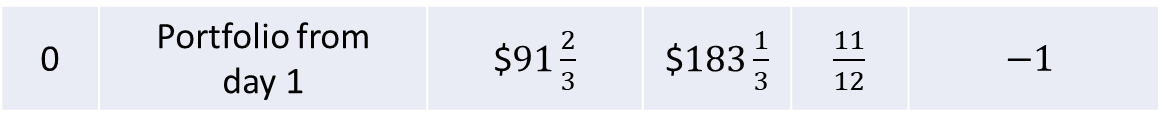 0 Portfolio from day 1 $91 2/3 $183 1/3 11/12 −1